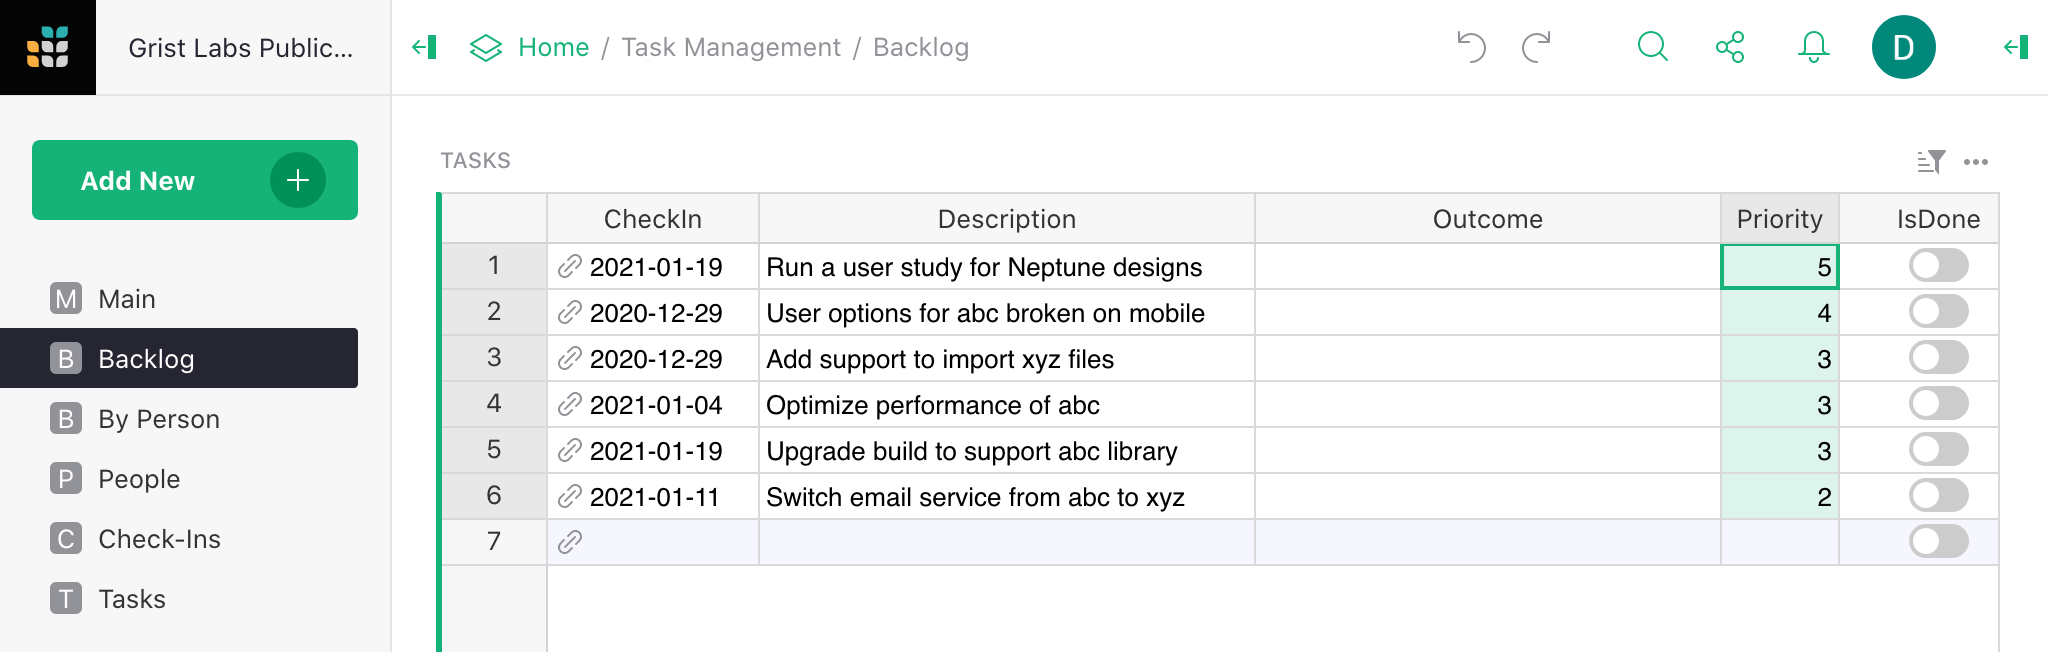 Grist Labs Public...
Home / Task Management / Backlog
D
Add New
M Main
B Backlog
B By Person
P People
C Check-Ins
T Tasks
TASKS
CheckIn Description Outcome Priority IsDone
1 2021-01-19 Run a user study for Neptune designs 5
2 2020-12-29 User options for abc broken on mobile 4
3 2020-12-29 Add support to import xyz files 3
4 2021-01-04 Optimize performance of abc 3
5 2021-01-19 Upgrade build to support abc library 3
6 2021-01-11 Switch email service from abc to xyz 2
7